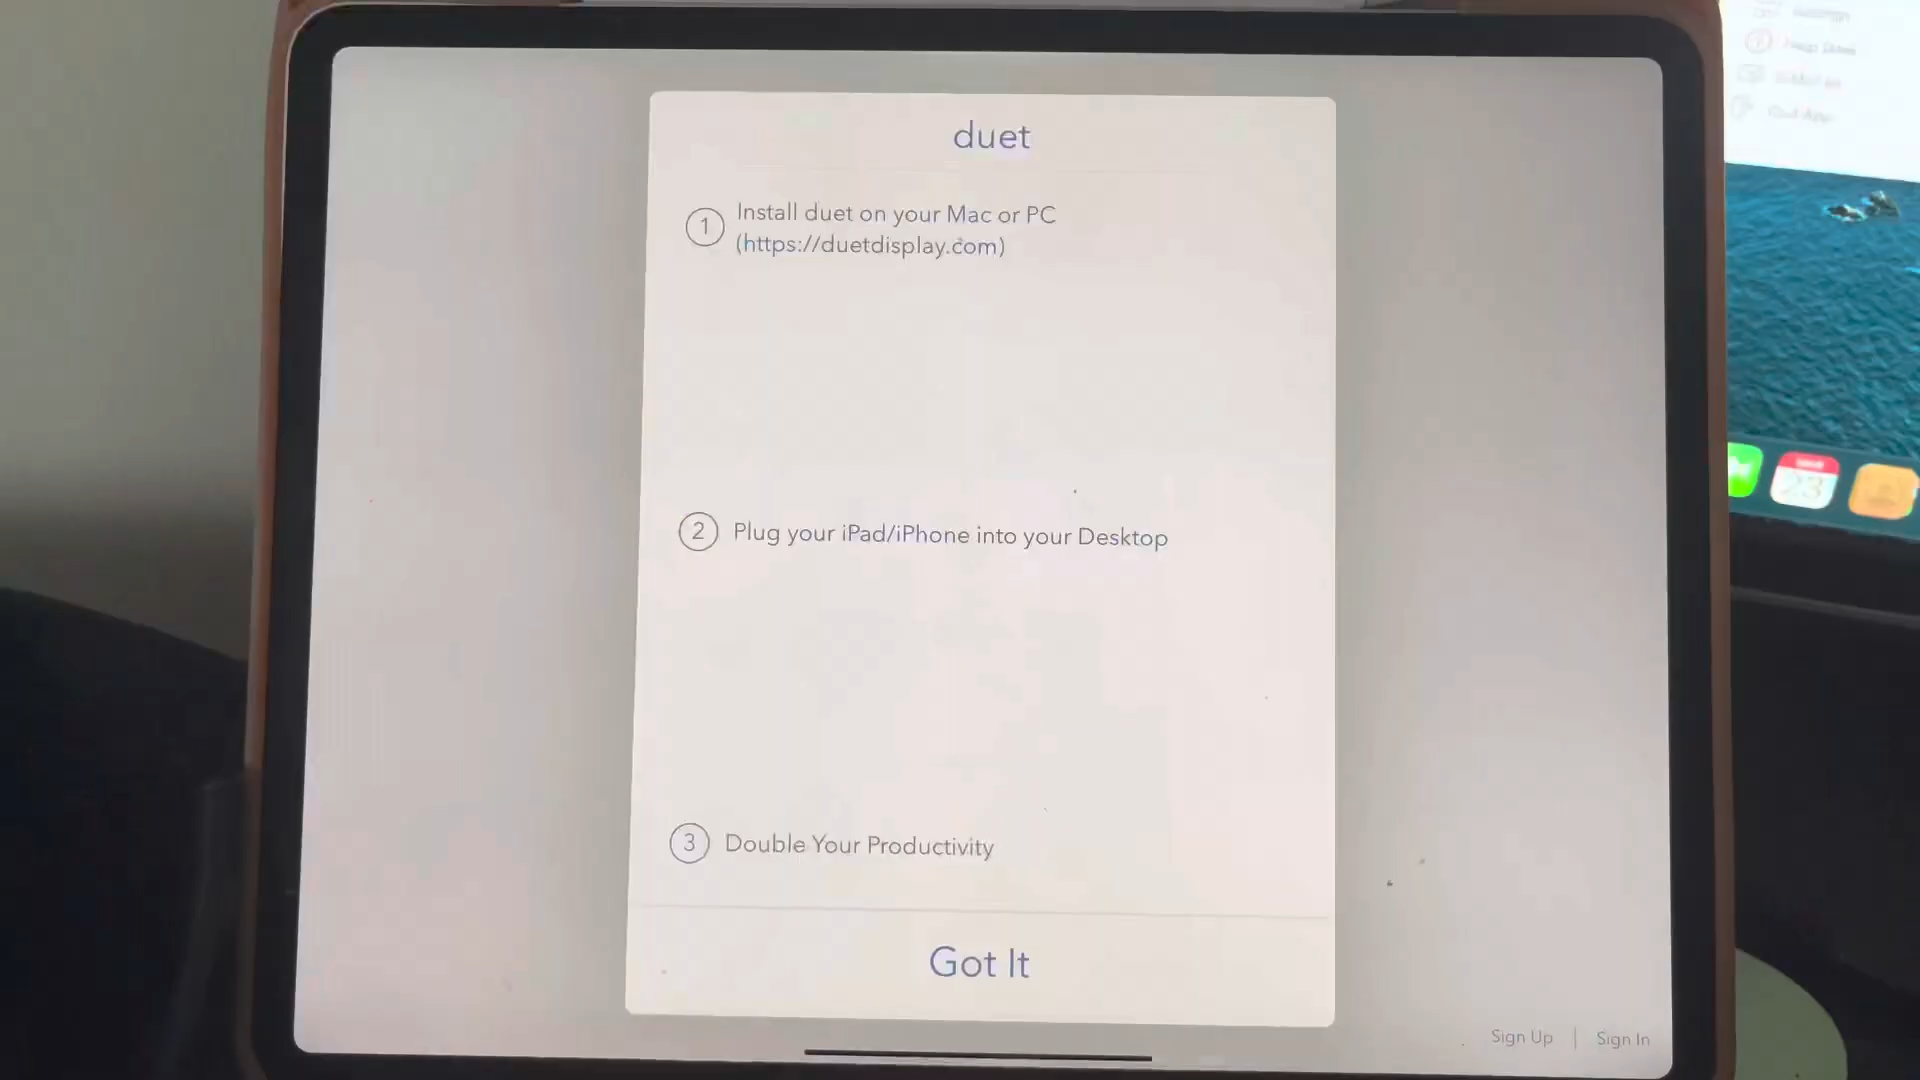 duet
1 Install duet on your Mac or PC
(https://duetdisplay.com)
2 Plug your iPad/iPhone into your Desktop
3 Double Your Productivity
Got It
Sign Up | Sign In
23